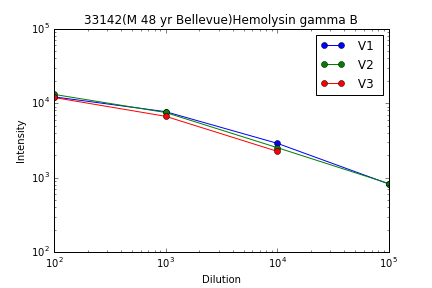 33142(M 48 yr Bellevue)Hemolysin gamma B
10^5
10^4
10^3
10^2
Intensity
V1
V2
V3
10^2 10^3 10^4 10^5
Dilution